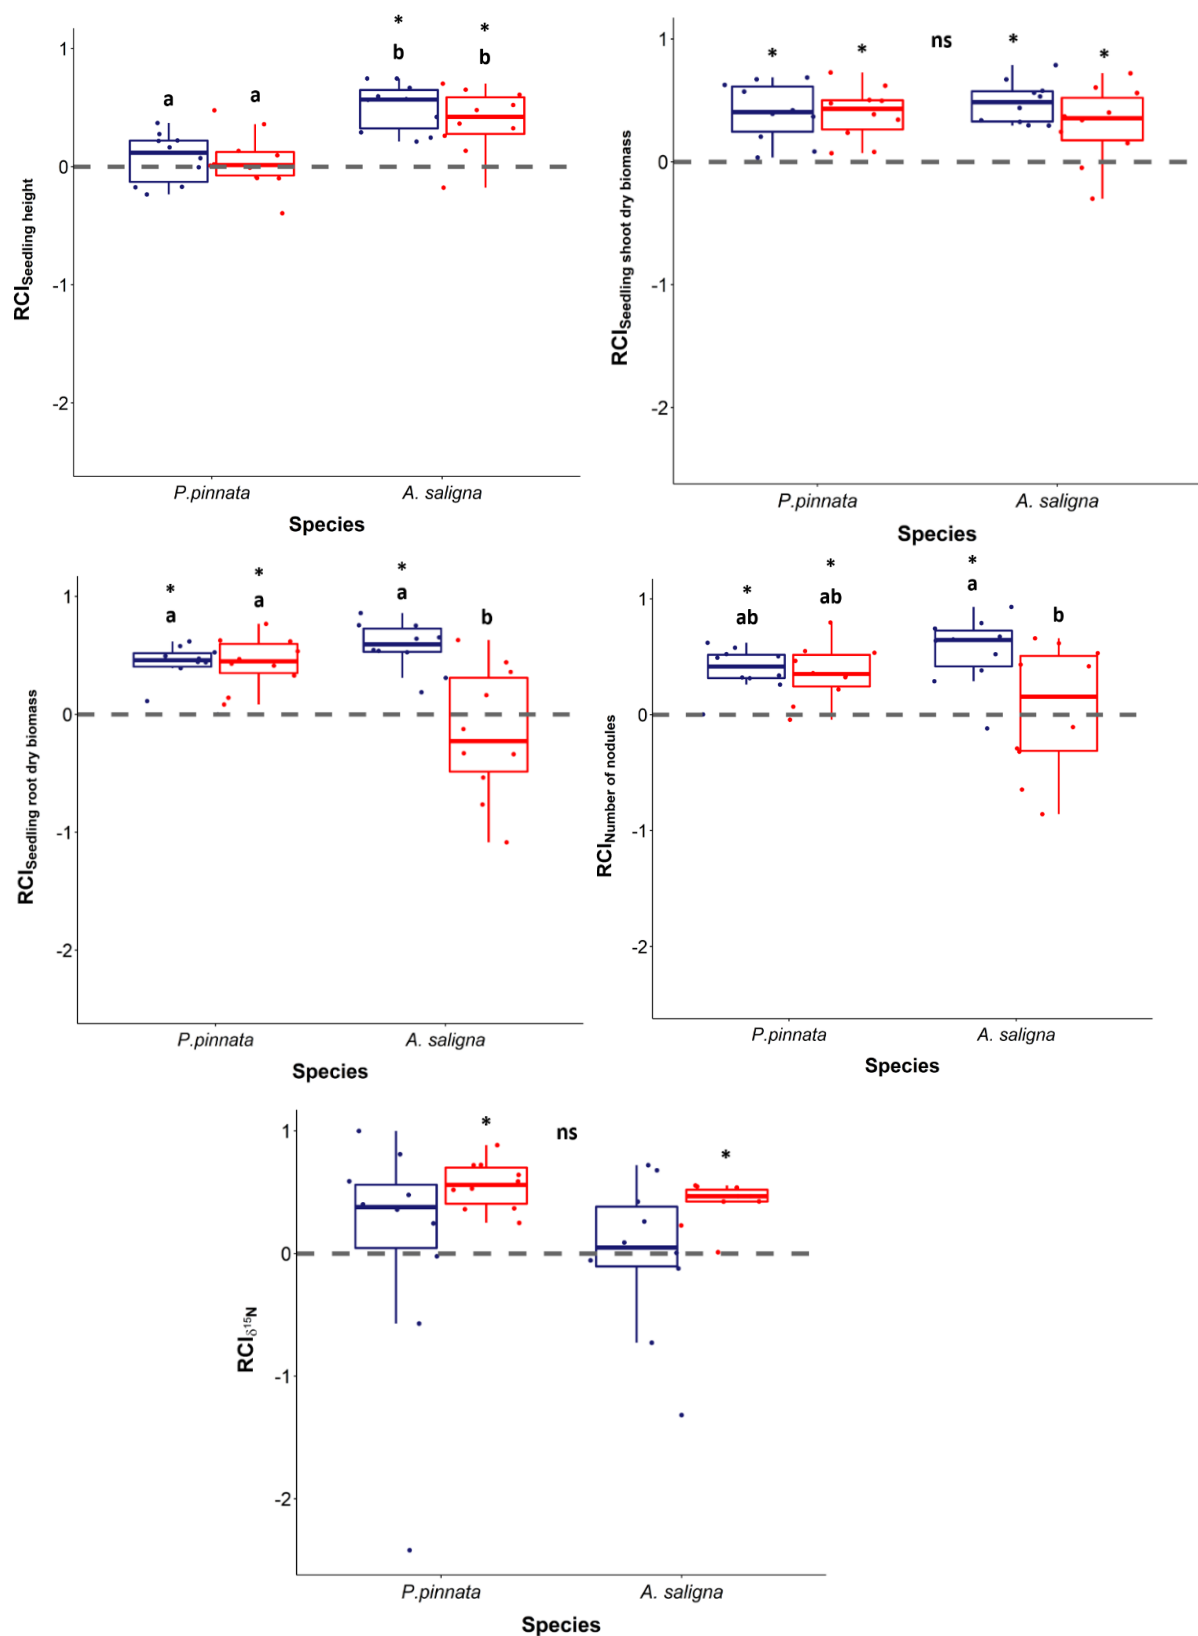 * *
b b
a a
1
0
-1
-2
RCISeedling height
P.pinnata A. saligna
Species
* * ns * *
1
0
-1
-2
RCISeedling shoot dry biomass
P.pinnata A. saligna
Species
* * *
a a a b
1
0
-1
-2
RCISeedling root dry biomass
P.pinnata A. saligna
Species
* * *
ab ab a b
1
0
-1
-2
RCINumber of nodules
P.pinnata A. saligna
Species
* ns *
1
0
-1
-2
RCIδ¹⁵N
P.pinnata A. saligna
Species